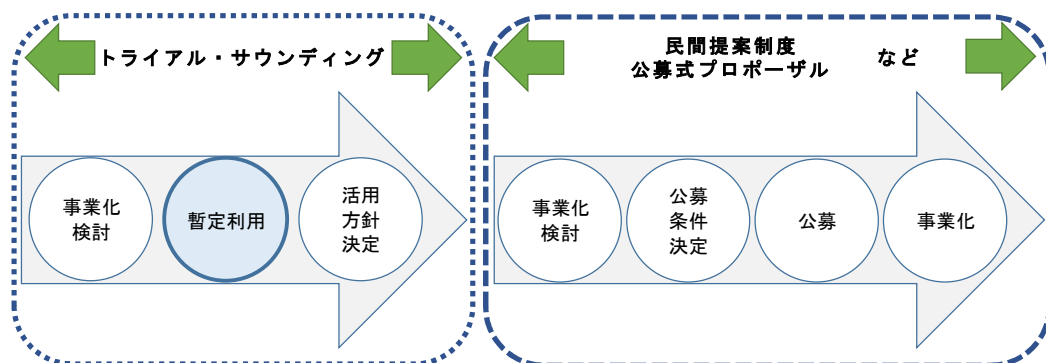 トライアル・サウンディング
事業化
検討
暫定利用
活用
方針
決定
民間提案制度
公募式プロポーザル など
事業化
検討
公募
条件
決定
公募
事業化